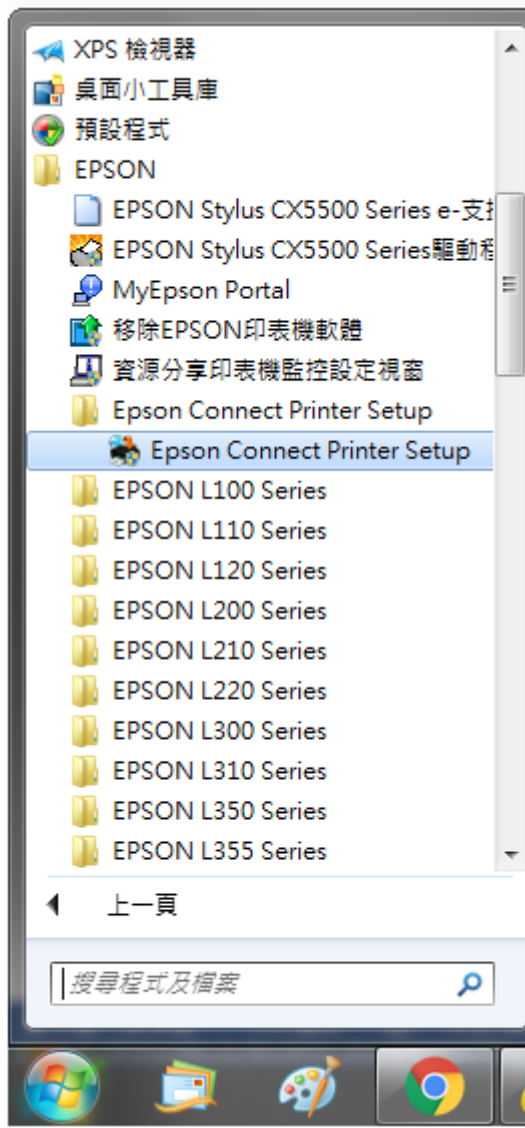 XPS 檢視器
桌面小工具庫
預設程式
EPSON
EPSON Stylus CX5500 Series e-支
EPSON Stylus CX5500 Series驅動程
MyEpson Portal
移除EPSON印表機軟體
資源分享印表機監控設定視窗
Epson Connect Printer Setup
Epson Connect Printer Setup
EPSON L100 Series
EPSON L110 Series
EPSON L120 Series
EPSON L200 Series
EPSON L210 Series
EPSON L220 Series
EPSON L300 Series
EPSON L310 Series
EPSON L350 Series
EPSON L355 Series
上一頁
搜尋程式及檔案